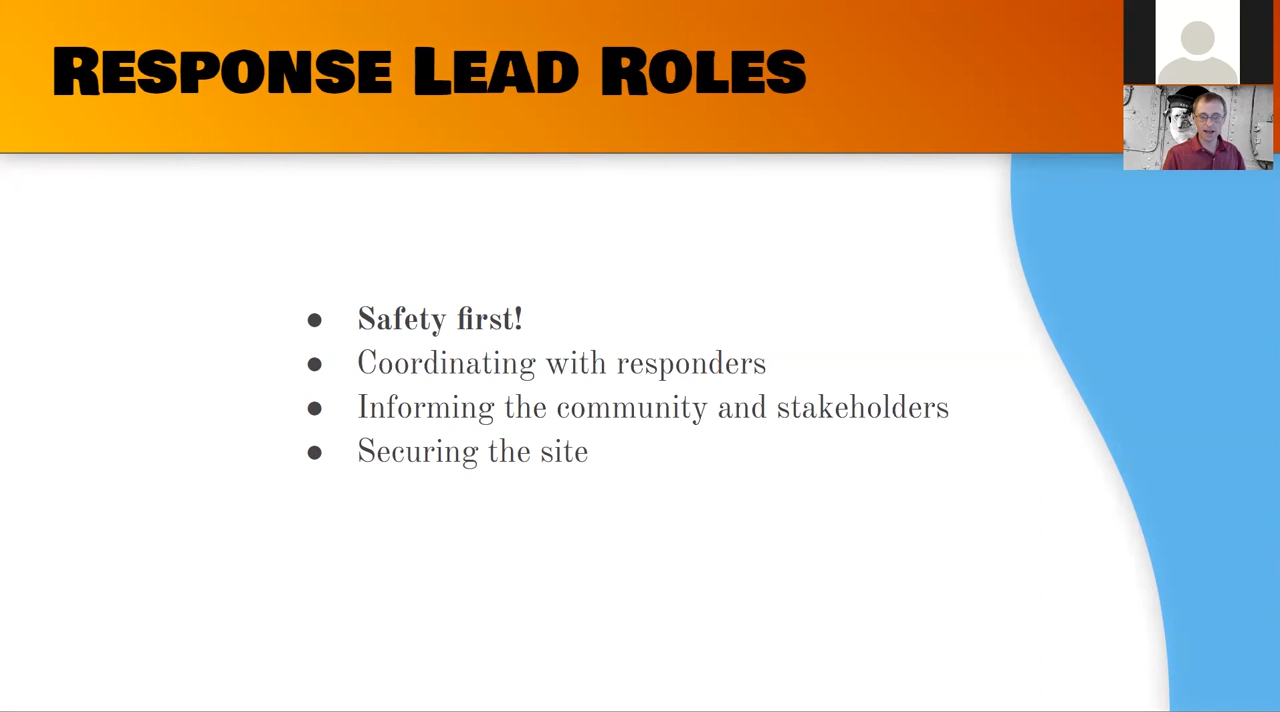 Response Lead Roles
● Safety first!
● Coordinating with responders
● Informing the community and stakeholders
● Securing the site